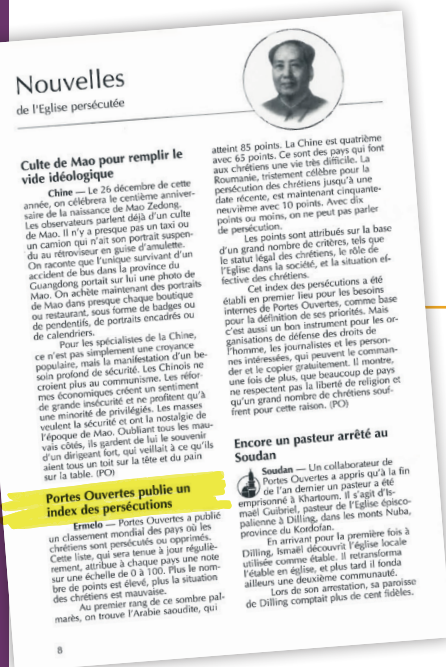 Nouvelles
de l'Eglise persécutée
Culte de Mao pour remplir le
vide idéologique
Chine — Le 26 décembre de cette
année, on célébrera le centième anniver-
saire de la naissance de Mao Zedong.
Les observateurs parlent déjà d'un culte
de Mao. Il n'y a presque pas un taxi ou
un camion qui n'ait son portrait suspen-
du au rétroviseur en guise d'amulette.
On raconte que l'unique survivant d'un
accident de bus dans la province du
Guangdong portait sur lui une photo de
Mao. On achète maintenant des portraits
de Mao dans presque chaque boutique
ou restaurant, sous forme de badges ou
de pendentifs, de portraits encadrés ou
de calendriers.
Pour les spécialistes de la Chine,
ce n'est pas simplement une croyance
populaire, mais la manifestation d'un be-
soin profond de sécurité. Les Chinois ne
croient plus au communisme. Les réfor-
mes économiques créent un sentiment
de grande insécurité et ne profitent qu'à
une minorité de privilégiés. Les masses
veulent la sécurité et ont la nostalgie de
l'époque de Mao. Oubliant tous les mau-
vais côtés, ils gardent de lui le souvenir
d'un dirigeant fort, qui veillait à ce qu'ils
aient tous un toit sur la tête et du pain
sur la table. (PO)
Portes Ouvertes publie un
index des persécutions
Ermelo — Portes Ouvertes a publié
un classement mondial des pays où les
chrétiens sont persécutés ou opprimés.
Cette liste, qui sera tenue à jour réguliè-
rement, attribue à chaque pays une note
sur une échelle de 0 à 100. Plus le nom-
bre de points est élevé, plus la situation
des chrétiens est mauvaise.
Au premier rang de ce sombre pal-
marès, on trouve l'Arabie saoudite, qui
atteint 85 points. La Chine est quatrième
avec 65 points. Ce sont des pays qui font
aux chrétiens une vie très difficile. La
Roumanie, tristement célèbre pour la
persécution des chrétiens jusqu'à une
date récente, est maintenant cinquante-
neuvième avec 10 points. Avec dix
points ou moins, on ne peut pas parler
de persécution.
Les points sont attribués sur la base
d'un grand nombre de critères, tels que
le statut légal des chrétiens, le rôle de
l'Eglise dans la société, et la situation ef-
fective des chrétiens.
Cet index des persécutions a été
établi en premier lieu pour les besoins
internes de Portes Ouvertes, comme base
pour la définition de ses priorités. Mais
c'est aussi un bon instrument pour les or-
ganisations de défense des droits de
l'homme, les journalistes et les person-
nes intéressées, qui peuvent le comman-
der et le copier gratuitement. Il montre,
une fois de plus, que beaucoup de pays
ne respectent pas la liberté de religion et
qu'un grand nombre de chrétiens souf-
frent pour cette raison. (PO)
Encore un pasteur arrêté au
Soudan
Soudan — Un collaborateur de
Portes Ouvertes a appris qu'à la fin
de l'an dernier un pasteur a été
emprisonné à Khartoum. Il s'agit d'Is-
maël Guibriel, pasteur de l'Eglise épisco-
palienne à Dilling, dans les monts Nuba,
province du Kordofan.
En arrivant pour la première fois à
Dilling, Ismaël découvrit l'église locale
utilisée comme étable. Il retransforma
l'étable en église, et plus tard il fonda
ailleurs une deuxième communauté.
Lors de son arrestation, sa paroisse
de Dilling comptait plus de cent fidèles.
8